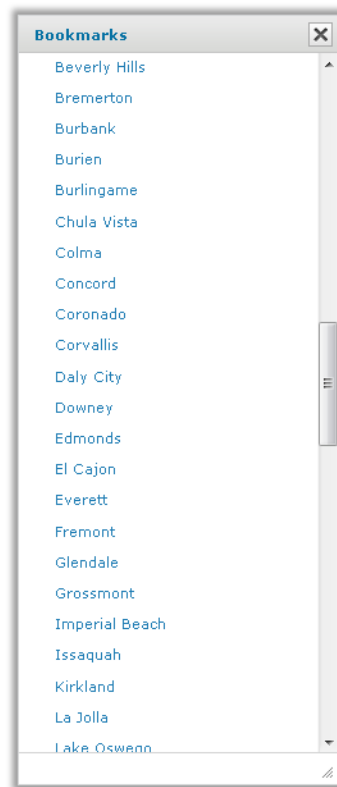 Bookmarks
Beverly Hills
Bremerton
Burbank
Burien
Burlingame
Chula Vista
Colma
Concord
Coronado
Corvallis
Daly City
Downey
Edmonds
El Cajon
Everett
Fremont
Glendale
Grossmont
Imperial Beach
Issaquah
Kirkland
La Jolla
Lake Oswego